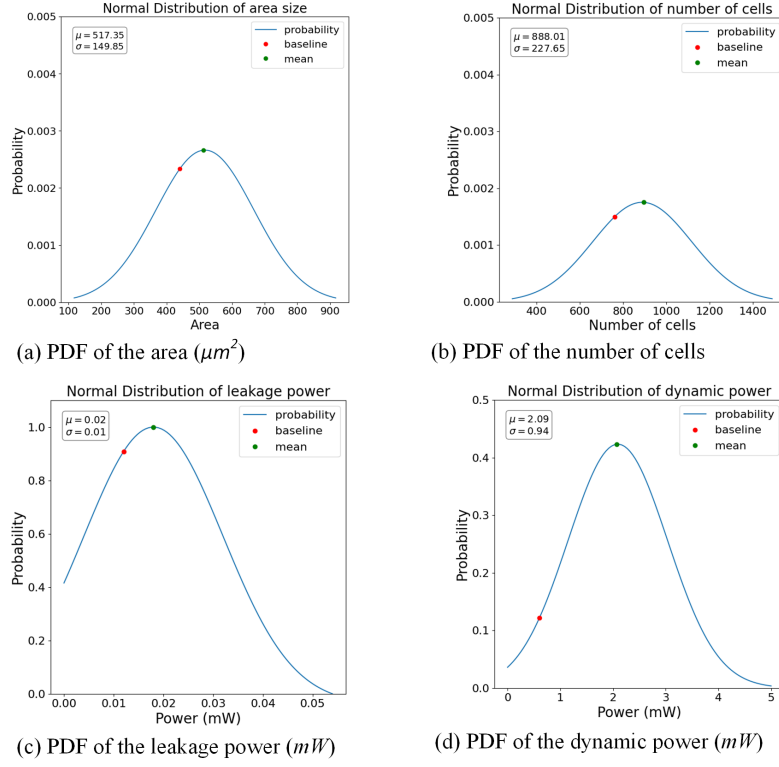 Normal Distribution of area size
μ = 517.35
σ = 149.85
probability
baseline
mean
0.005
0.004
0.003
0.002
0.001
0.000
Probability
100 200 300 400 500 600 700 800 900
Area
(a) PDF of the area (μm²)
Normal Distribution of number of cells
μ = 888.01
σ = 227.65
probability
baseline
mean
0.005
0.004
0.003
0.002
0.001
0.000
Probability
400 600 800 1000 1200 1400
Number of cells
(b) PDF of the number of cells
Normal Distribution of leakage power
μ = 0.02
σ = 0.01
probability
baseline
mean
1.0
0.8
0.6
0.4
0.2
0.0
Probability
0.00 0.01 0.02 0.03 0.04 0.05
Power (mW)
(c) PDF of the leakage power (mW)
Normal Distribution of dynamic power
μ = 2.09
σ = 0.94
probability
baseline
mean
0.5
0.4
0.3
0.2
0.1
0.0
Probability
0 1 2 3 4 5
Power (mW)
(d) PDF of the dynamic power (mW)